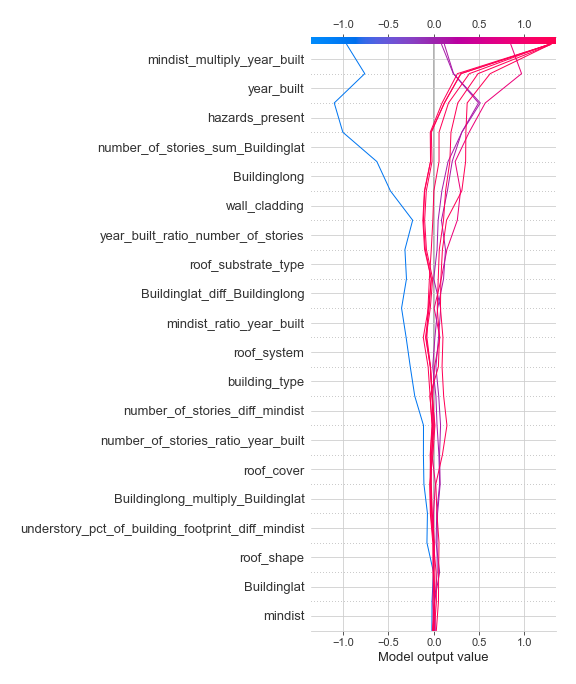 −1.0 −0.5 0.0 0.5 1.0
mindist_multiply_year_built
year_built
hazards_present
number_of_stories_sum_Buildinglat
Buildinglong
wall_cladding
year_built_ratio_number_of_stories
roof_substrate_type
Buildinglat_diff_Buildinglong
mindist_ratio_year_built
roof_system
building_type
number_of_stories_diff_mindist
number_of_stories_ratio_year_built
roof_cover
Buildinglong_multiply_Buildinglat
understory_pct_of_building_footprint_diff_mindist
roof_shape
Buildinglat
mindist
−1.0 −0.5 0.0 0.5 1.0
Model output value